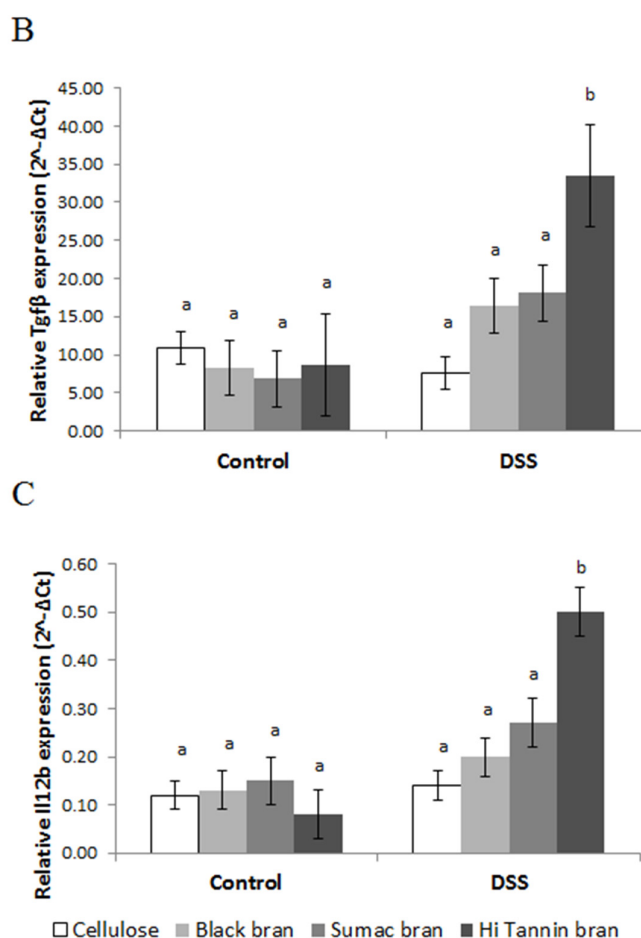 B
Relative Tgfβ expression (2^-ΔCt)
45.00
40.00
35.00
30.00
25.00
20.00
15.00
10.00
5.00
0.00
a a a a a a a b
Control DSS
C
Relative Il12b expression (2^-ΔCt)
0.60
0.50
0.40
0.30
0.20
0.10
0.00
a a a a a a a b
Control DSS
Cellulose Black bran Sumac bran Hi Tannin bran